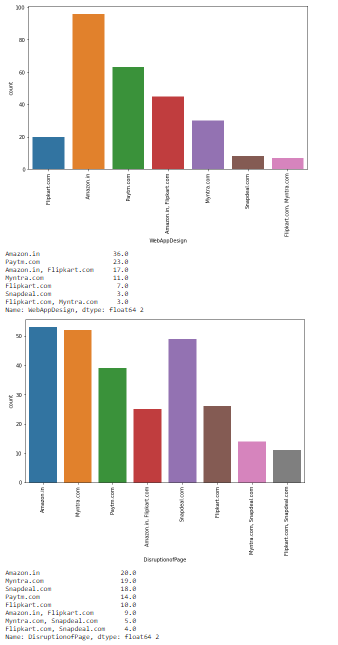 100
80
60
40
20
0
count
Flipkart.com
Amazon.in
Paytm.com
Amazon.in, Flipkart.com
Myntra.com
Snapdeal.com
Flipkart.com, Myntra.com
WebAppDesign
Amazon.in 36.0
Paytm.com 23.0
Amazon.in, Flipkart.com 17.0
Myntra.com 11.0
Flipkart.com 7.0
Snapdeal.com 3.0
Flipkart.com, Myntra.com 3.0
Name: WebAppDesign, dtype: float64 2
50
40
30
20
10
0
count
Amazon.in
Myntra.com
Paytm.com
Amazon.in, Flipkart.com
Snapdeal.com
Flipkart.com
Myntra.com, Snapdeal.com
Flipkart.com, Snapdeal.com
DisruptionofPage
Amazon.in 20.0
Myntra.com 19.0
Snapdeal.com 18.0
Paytm.com 14.0
Flipkart.com 10.0
Amazon.in, Flipkart.com 9.0
Myntra.com, Snapdeal.com 5.0
Flipkart.com, Snapdeal.com 4.0
Name: DisruptionofPage, dtype: float64 2